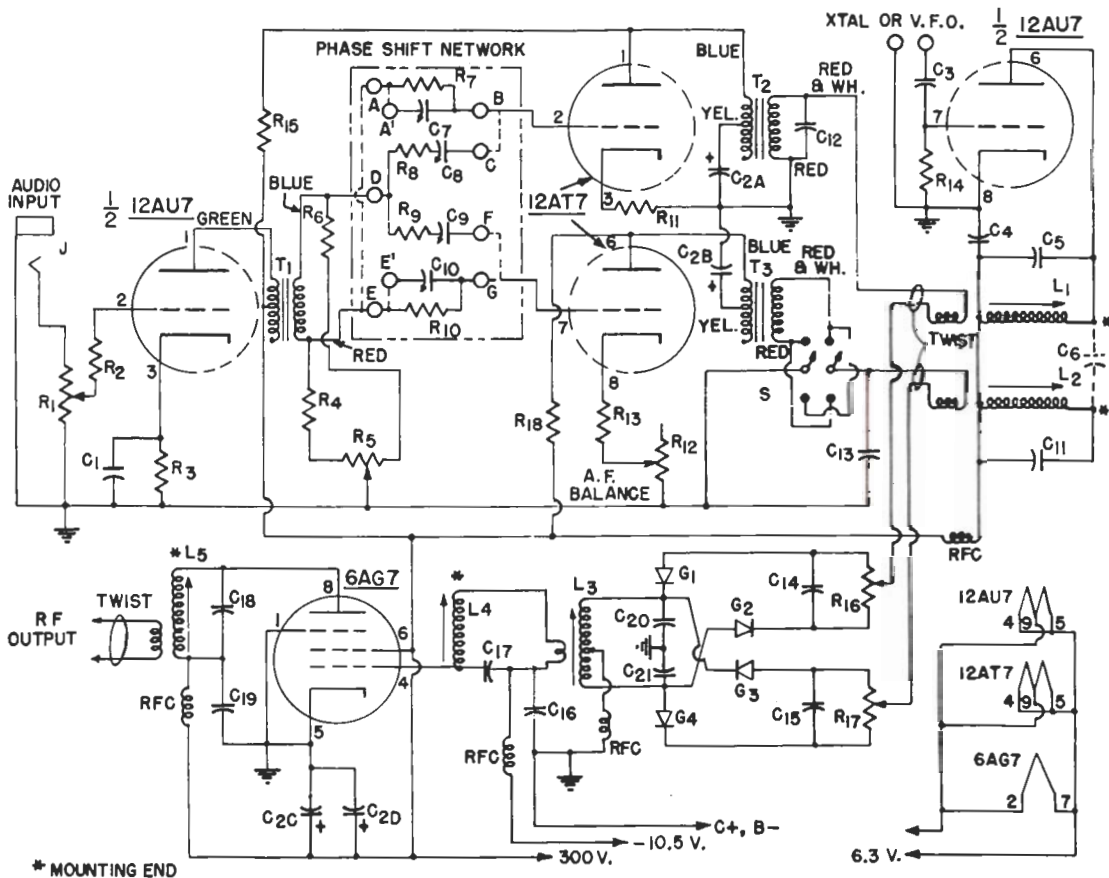 XTAL OR V.F.O.
1/2 12AU7
PHASE SHIFT NETWORK
BLUE
T2
RED & WH.
YEL.
C12
RED
C2A
C3
6
7
R14
8
R15
A
A'
R7
B
C7
R8
C8
C
D
R9
C9
F
E'
C10
E
R10
G
1
2
3
R11
12AT7
AUDIO INPUT
J
1/2 12AU7
GREEN
1
2
3
BLUE
R6
T1
RED
R1
R2
C1
R3
R4
R5
6
7
8
C2B
BLUE
T3
RED & WH.
YEL.
RED
S
R18
R13
R12
A.F. BALANCE
C13
C4
C5
L1
*
TWIST
C6
L2
*
C11
RFC
*L5
TWIST
RF OUTPUT
C18
C19
RFC
6AG7
8
1
6
4
5
C2C
C2D
*
L4
C17
C16
RFC
L3
C20
C21
RFC
G1
G2
G3
G4
C14
R16
C15
R17
12AU7
4 9 5
12AT7
4 9 5
6AG7
2 7
6.3 V.
C+, B-
-10.5 V.
300 V.
* MOUNTING END